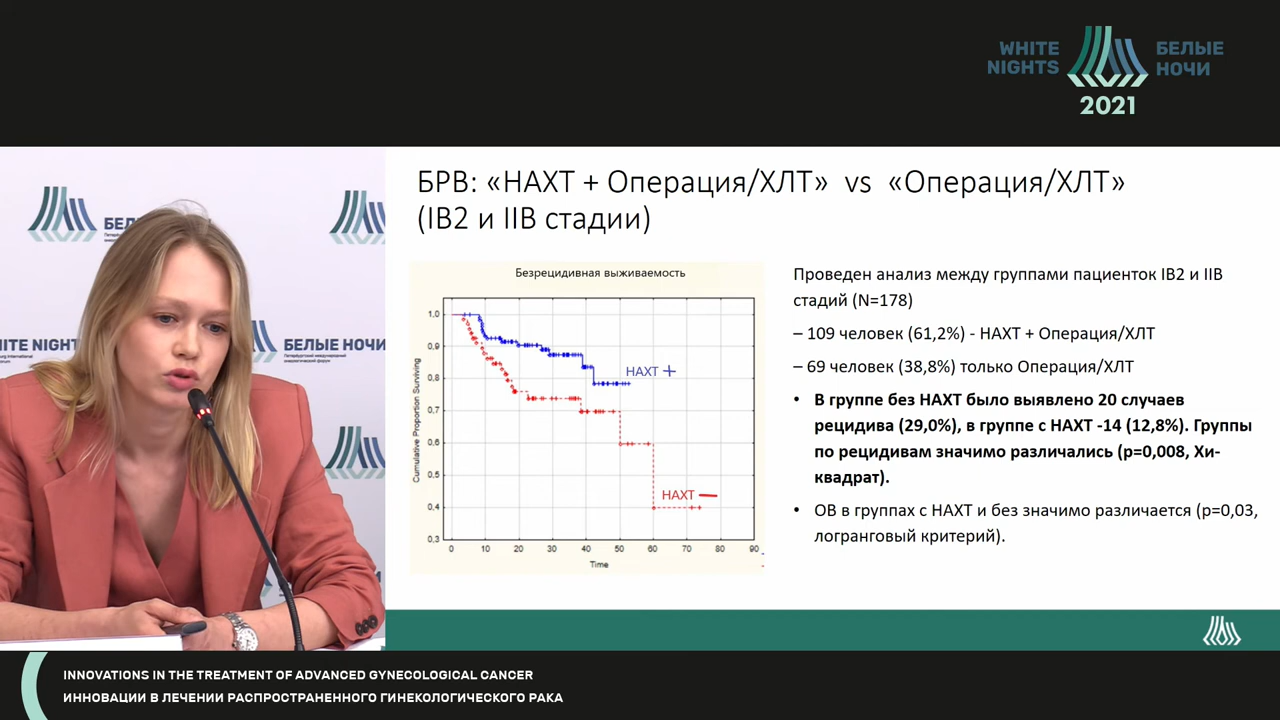 WHITE
NIGHTS
БЕЛЫЕ
НОЧИ
2021
БРВ: «НАХТ + Операция/ХЛТ» vs «Операция/ХЛТ»
(IB2 и IIB стадии)
Безрецидивная выживаемость
Cumulative Proportion Surviving
1,0
0,9
0,8
0,7
0,6
0,5
0,4
0,3
НАХТ +
НАХТ —
0 10 20 30 40 50 60 70 80 90
Time
Проведен анализ между группами пациенток IB2 и IIB
стадий (N=178)
– 109 человек (61,2%) - НАХТ + Операция/ХЛТ
– 69 человек (38,8%) только Операция/ХЛТ
• В группе без НАХТ было выявлено 20 случаев
рецидива (29,0%), в группе с НАХТ -14 (12,8%). Группы
по рецидивам значимо различались (p=0,008, Хи-
квадрат).
• ОВ в группах с НАХТ и без значимо различается (p=0,03,
логранговый критерий).
БЕЛ
WHITE NIGHT
БЕЛЫЕ НОЧИ
Петербургский международный
онкологический форум
INNOVATIONS IN THE TREATMENT OF ADVANCED GYNECOLOGICAL CANCER
ИННОВАЦИИ В ЛЕЧЕНИИ РАСПРОСТРАНЕННОГО ГИНЕКОЛОГИЧЕСКОГО РАКА